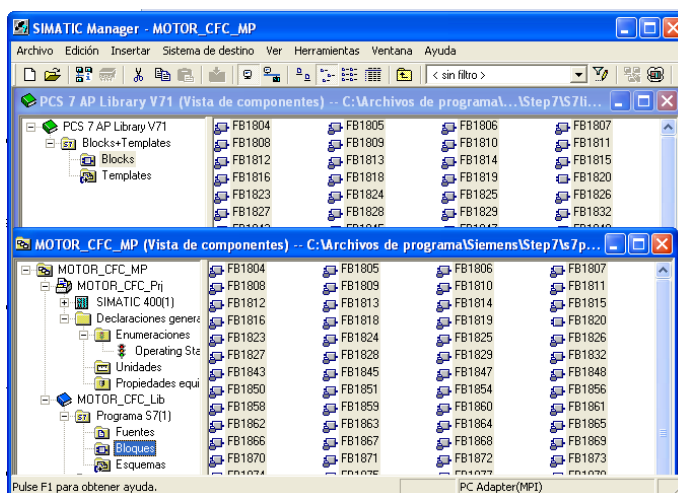 SIMATIC Manager - MOTOR_CFC_MP
Archivo Edición Insertar Sistema de destino Ver Herramientas Ventana Ayuda
< sin filtro >
PCS 7 AP Library V71 (Vista de componentes) -- C:\Archivos de programa\...\Step7\S7li...
PCS 7 AP Library V71
Blocks+Templates
Blocks
Templates
FB1804 FB1805 FB1806 FB1807
FB1808 FB1809 FB1810 FB1811
FB1812 FB1813 FB1814 FB1815
FB1816 FB1818 FB1819 FB1820
FB1823 FB1824 FB1825 FB1826
FB1827 FB1828 FB1829 FB1832
MOTOR_CFC_MP (Vista de componentes) -- C:\Archivos de programa\Siemens\Step7\s7p...
MOTOR_CFC_MP
MOTOR_CFC_Prj
SIMATIC 400(1)
Declaraciones genera
Enumeraciones
Operating Sta
Unidades
Propiedades equi
MOTOR_CFC_Lib
Programa S7(1)
Fuentes
Bloques
Esquemas
FB1804 FB1805 FB1806 FB1807
FB1808 FB1809 FB1810 FB1811
FB1812 FB1813 FB1814 FB1815
FB1816 FB1818 FB1819 FB1820
FB1823 FB1824 FB1825 FB1826
FB1827 FB1828 FB1829 FB1832
FB1843 FB1845 FB1847 FB1848
FB1850 FB1851 FB1854 FB1856
FB1858 FB1859 FB1860 FB1861
FB1862 FB1863 FB1864 FB1865
FB1866 FB1867 FB1868 FB1869
FB1870 FB1871 FB1872 FB1873
Pulse F1 para obtener ayuda.
PC Adapter(MPI)